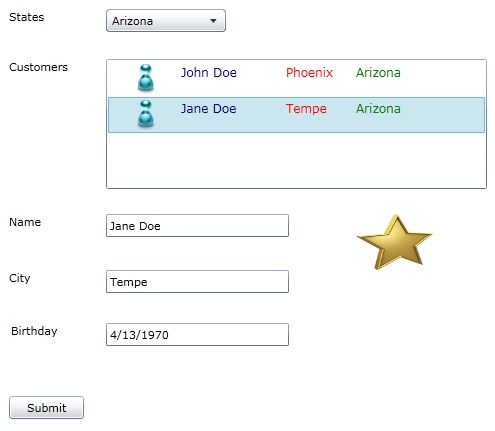 States Arizona
Customers John Doe Phoenix Arizona
Jane Doe Tempe Arizona
Name Jane Doe
City Tempe
Birthday 4/13/1970
Submit